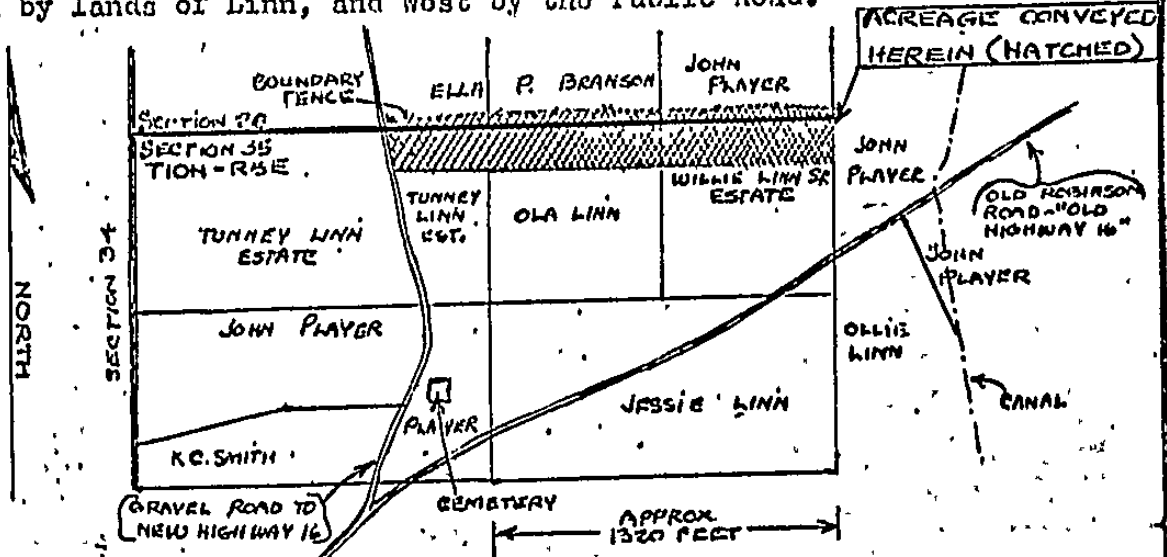 by lands of Linn, and West by the Public Road.
ACREAGE CONVEYED
HEREIN (HATCHED)
BOUNDARY
FENCE
ELLA P. BRANSON
JOHN
PLAYER
SECTION
SECTION 35
TION-R8E.
SECTION 34
NORTH
TUNNEY LINN
ESTATE
TUNNEY
LINN
EST.
OLA LINN
WILLIE LINN SR
ESTATE
JOHN
PLAYER
OLD ROBINSON
ROAD-"OLD
HIGHWAY 16"
JOHN
PLAYER
JOHN PLAYER
OLLIE
LINN
JESSIE LINN
CANAL
PLAYER
K.C. SMITH
GRAVEL ROAD TO
NEW HIGHWAY 16
CEMETERY
APPROX
1320 FEET